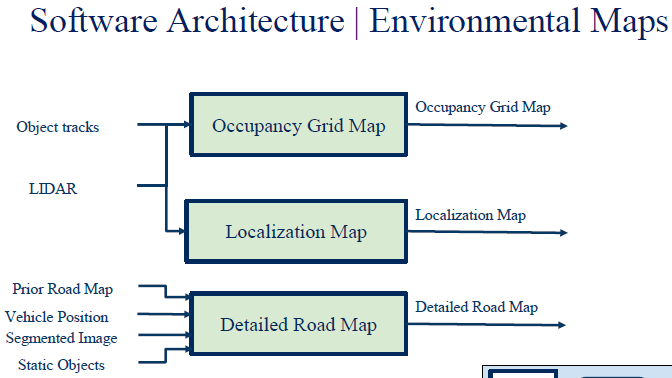 Software Architecture | Environmental Maps
Object tracks
LIDAR
Occupancy Grid Map
Occupancy Grid Map
Localization Map
Localization Map
Prior Road Map
Vehicle Position
Segmented Image
Static Objects
Detailed Road Map
Detailed Road Map